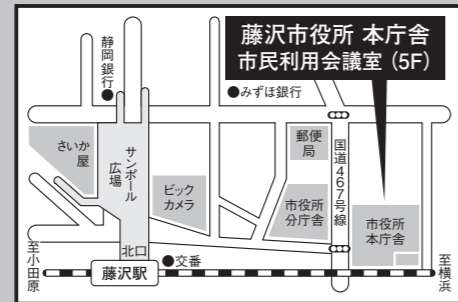 藤沢市役所 本庁舎
市民利用会議室（5F）
静岡銀行
みずほ銀行
さいか屋
サンパール広場
ビックカメラ
郵便局
国道467号線
市役所分庁舎
市役所本庁舎
北口
交番
至小田原
藤沢駅
至横浜